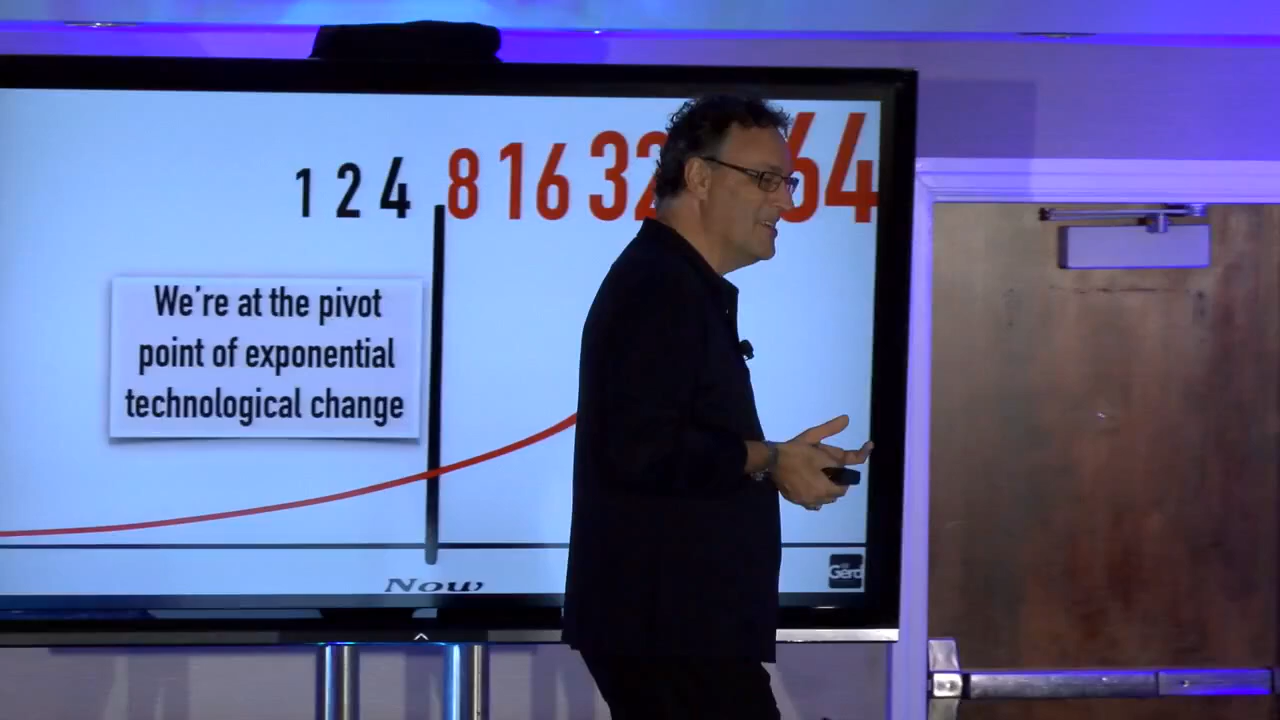 1 2 4 8 16 32 64
We're at the pivot
point of exponential
technological change
Now
Gerd